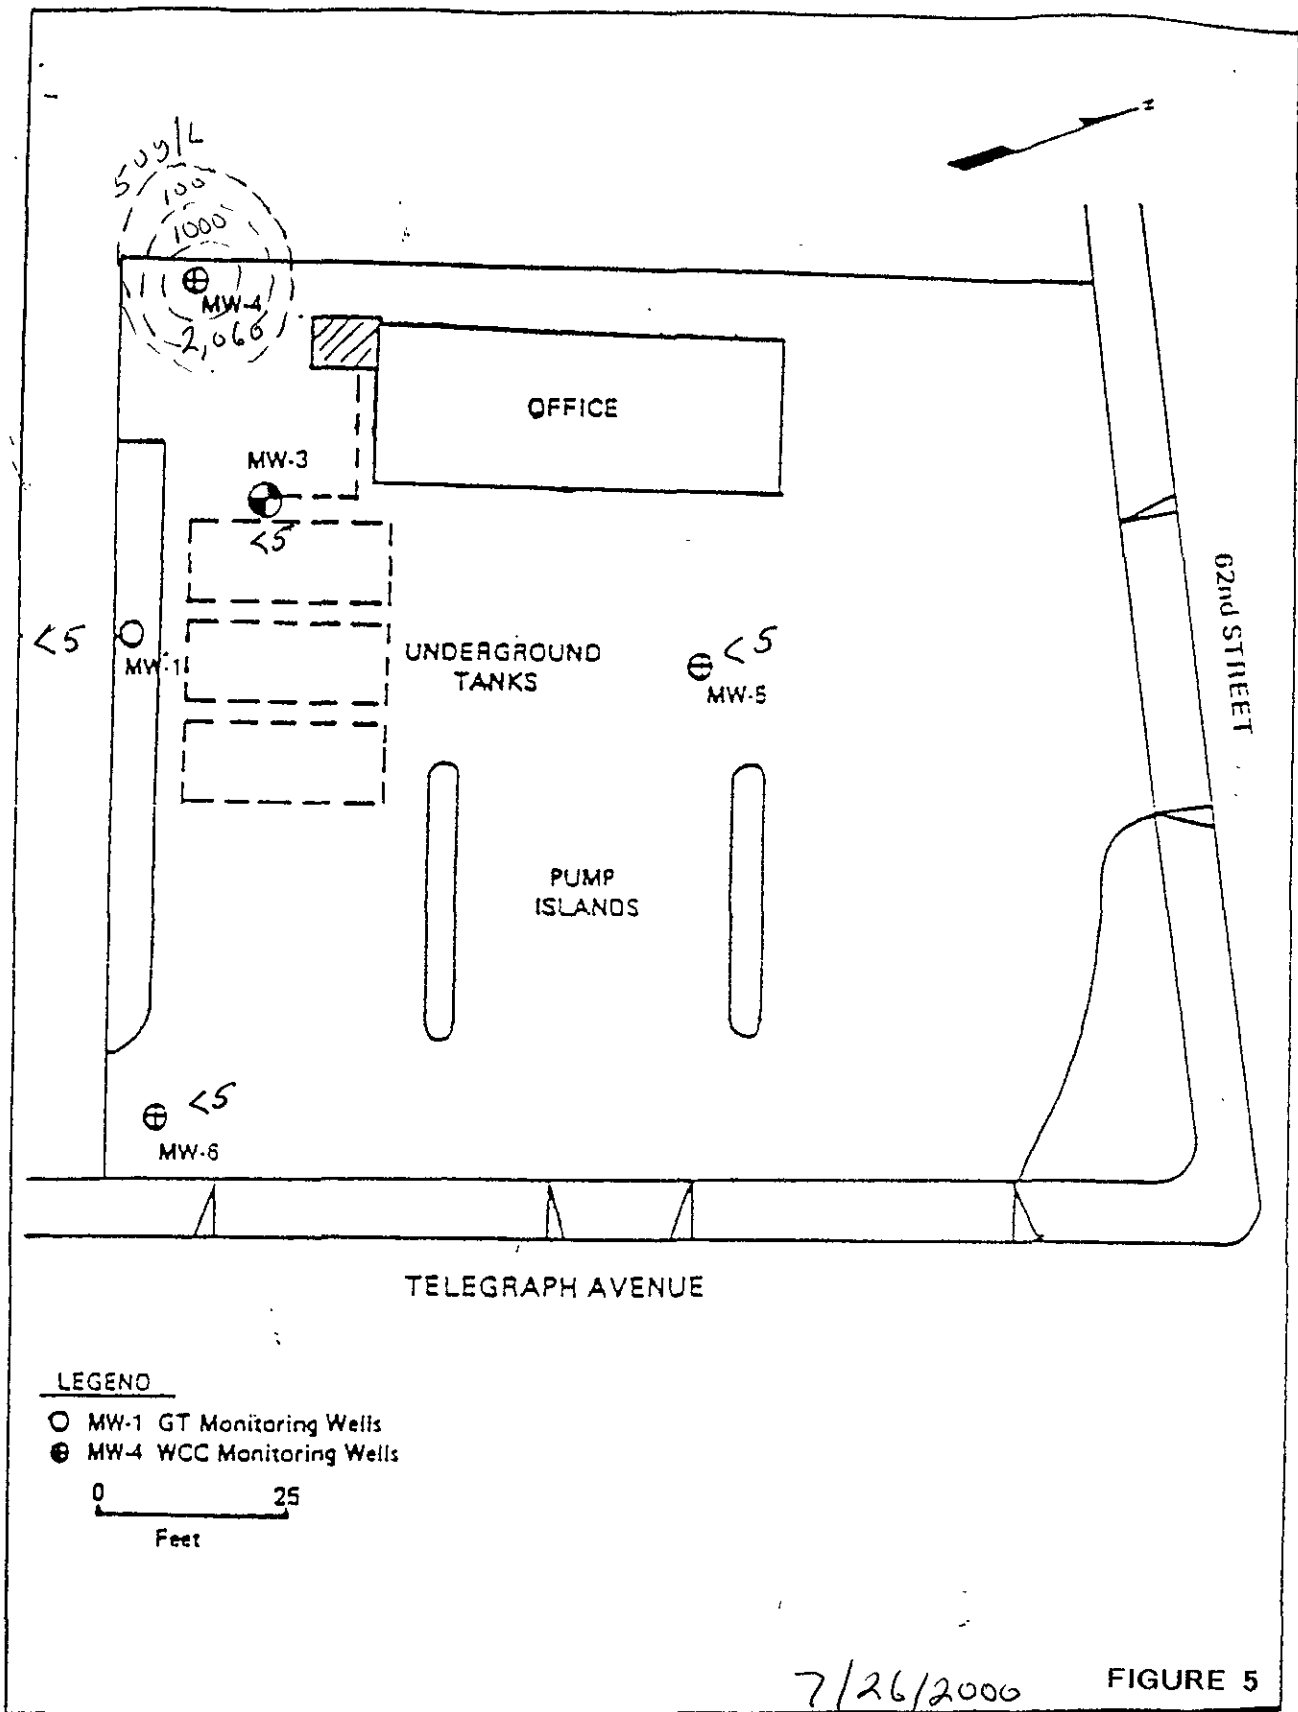 50g/L
100
1000
MW-4
2,060
N
OFFICE
MW-3
<5
<5
MW-1
UNDERGROUND
TANKS
<5
MW-5
62nd STREET
PUMP
ISLANDS
<5
MW-6
TELEGRAPH AVENUE
LEGEND
MW-1 GT Monitoring Wells
MW-4 WCC Monitoring Wells
0 25
Feet
7/26/2000
FIGURE 5